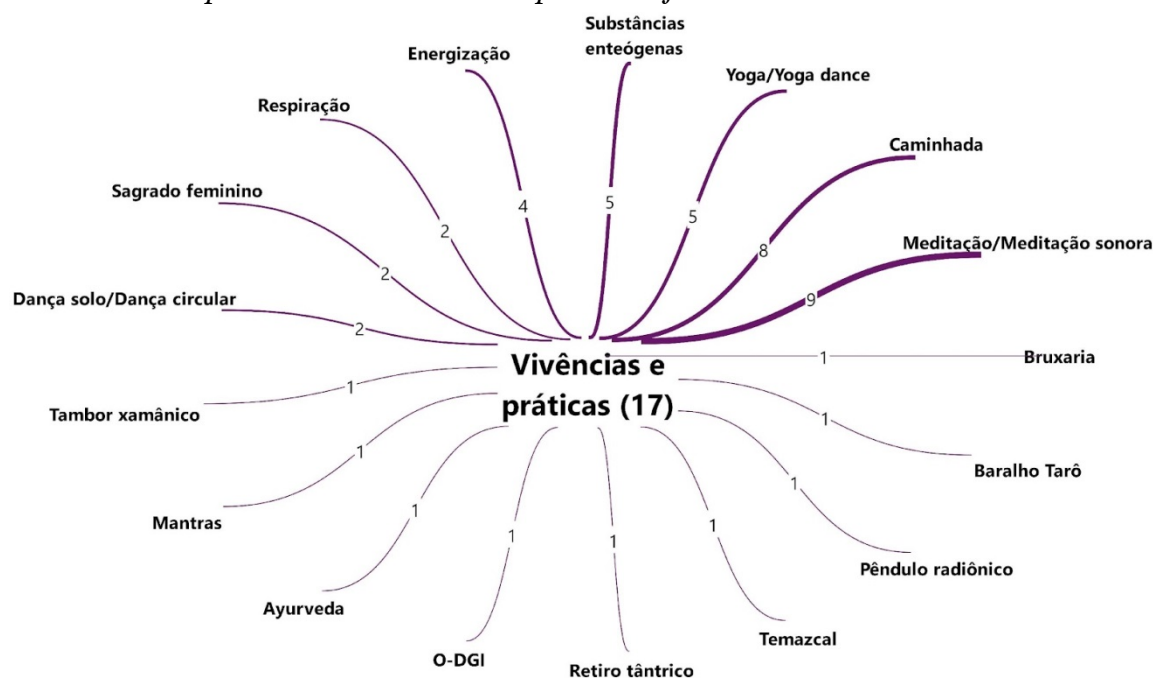 Substâncias
enteógenas
Energização
Yoga/Yoga dance
Respiração
Caminhada
Sagrado feminino
Meditação/Meditação sonora
Dança solo/Dança circular
4
5
5
2
8
2
9
2
Vivências e
práticas (17)
1
Bruxaria
1
Tambor xamânico
1
Baralho Tarô
1
Mantras
1
Pêndulo radiônico
1
Ayurveda
1
O-DGI
1
Retiro tântrico
1
Temazcal